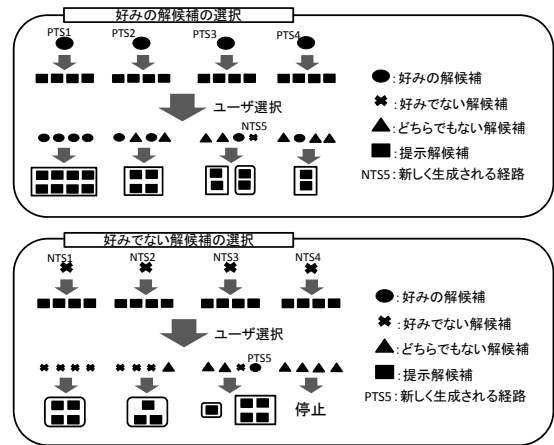 好みの解候補の選択
PTS1 PTS2 PTS3 PTS4
ユーザ選択
NTS5
:好みの解候補
:好みでない解候補
:どちらでもない解候補
:提示解候補
NTS5:新しく生成される経路
好みでない解候補の選択
NTS1 NTS2 NTS3 NTS4
ユーザ選択
PTS5
停止
:好みの解候補
:好みでない解候補
:どちらでもない解候補
:提示解候補
PTS5:新しく生成される経路